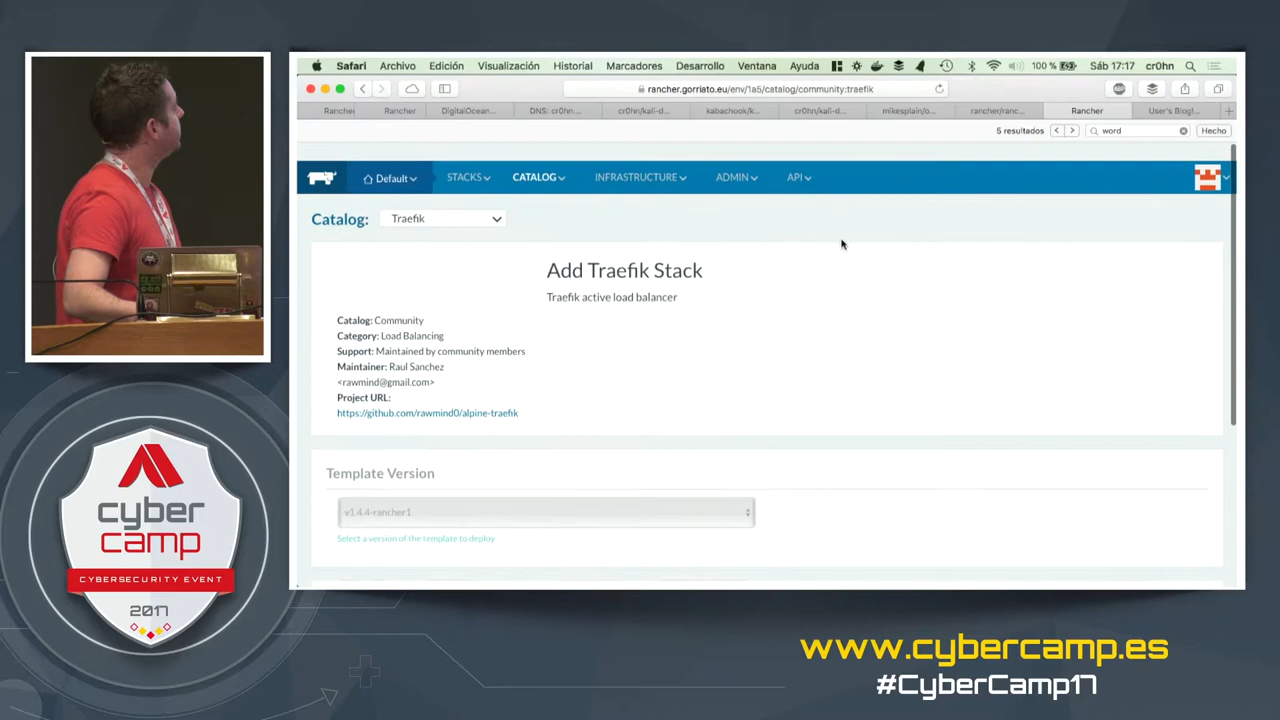 Safari Archivo Edición Visualización Historial Marcadores Desarrollo Ventana Ayuda 100 % Sáb 17:17 cr0hn
rancher.gorriato.eu/env/1a5/catalog/community:traefik
Rancher Rancher DigitalOcean... DNS: cr0hn... cr0hn/kali-d... kabachook/k... cr0hn/kali-d... mikesplain/o... rancher/ranc... Rancher User's Blog!...
5 resultados word Hecho
Default STACKS CATALOG INFRASTRUCTURE ADMIN API
Catalog: Traefik
Add Traefik Stack
Traefik active load balancer
Catalog: Community
Category: Load Balancing
Support: Maintained by community members
Maintainer: Raul Sanchez
<rawmind@gmail.com>
Project URL:
https://github.com/rawmind0/alpine-traefik
Template Version
v1.4.4-rancher1
Select a version of the template to deploy
cyber
camp
CYBERSECURITY EVENT
2017
www.cybercamp.es
#CyberCamp17